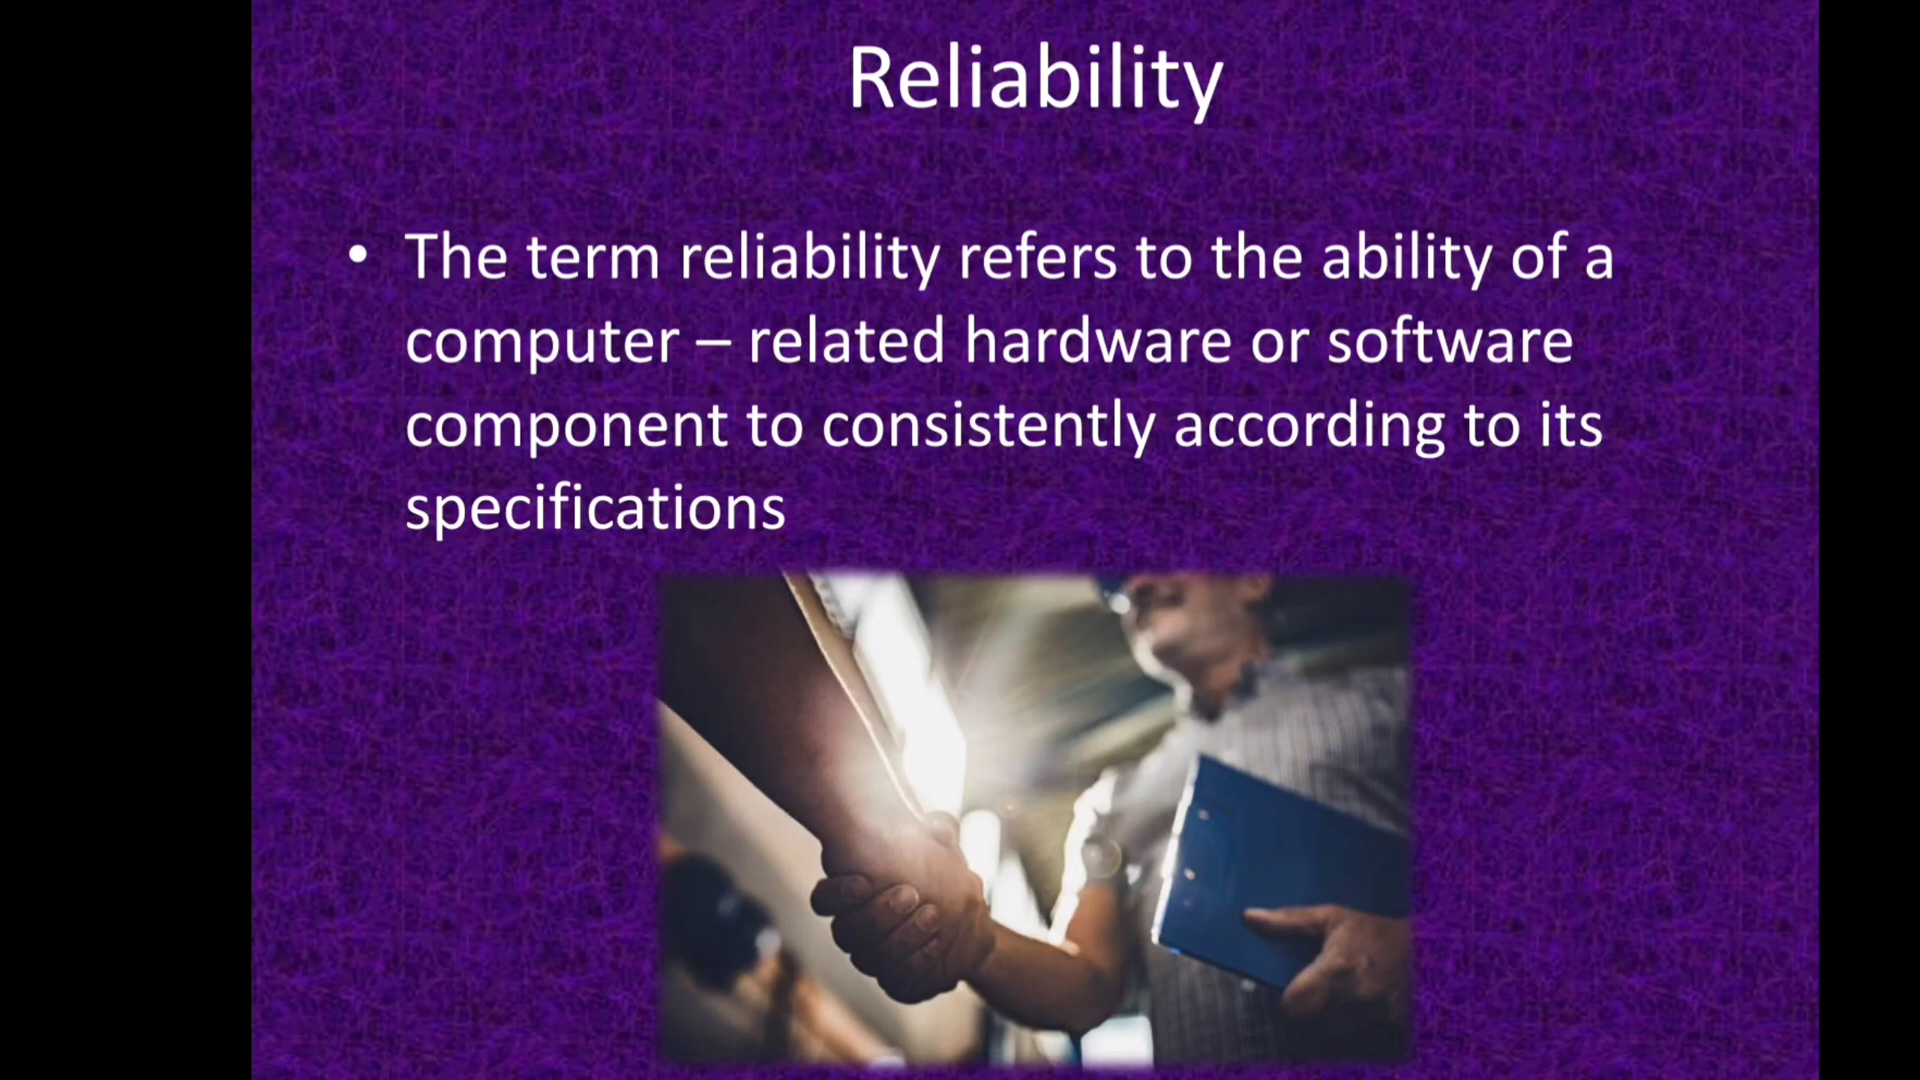 Reliability
• The term reliability refers to the ability of a
computer – related hardware or software
component to consistently according to its
specifications